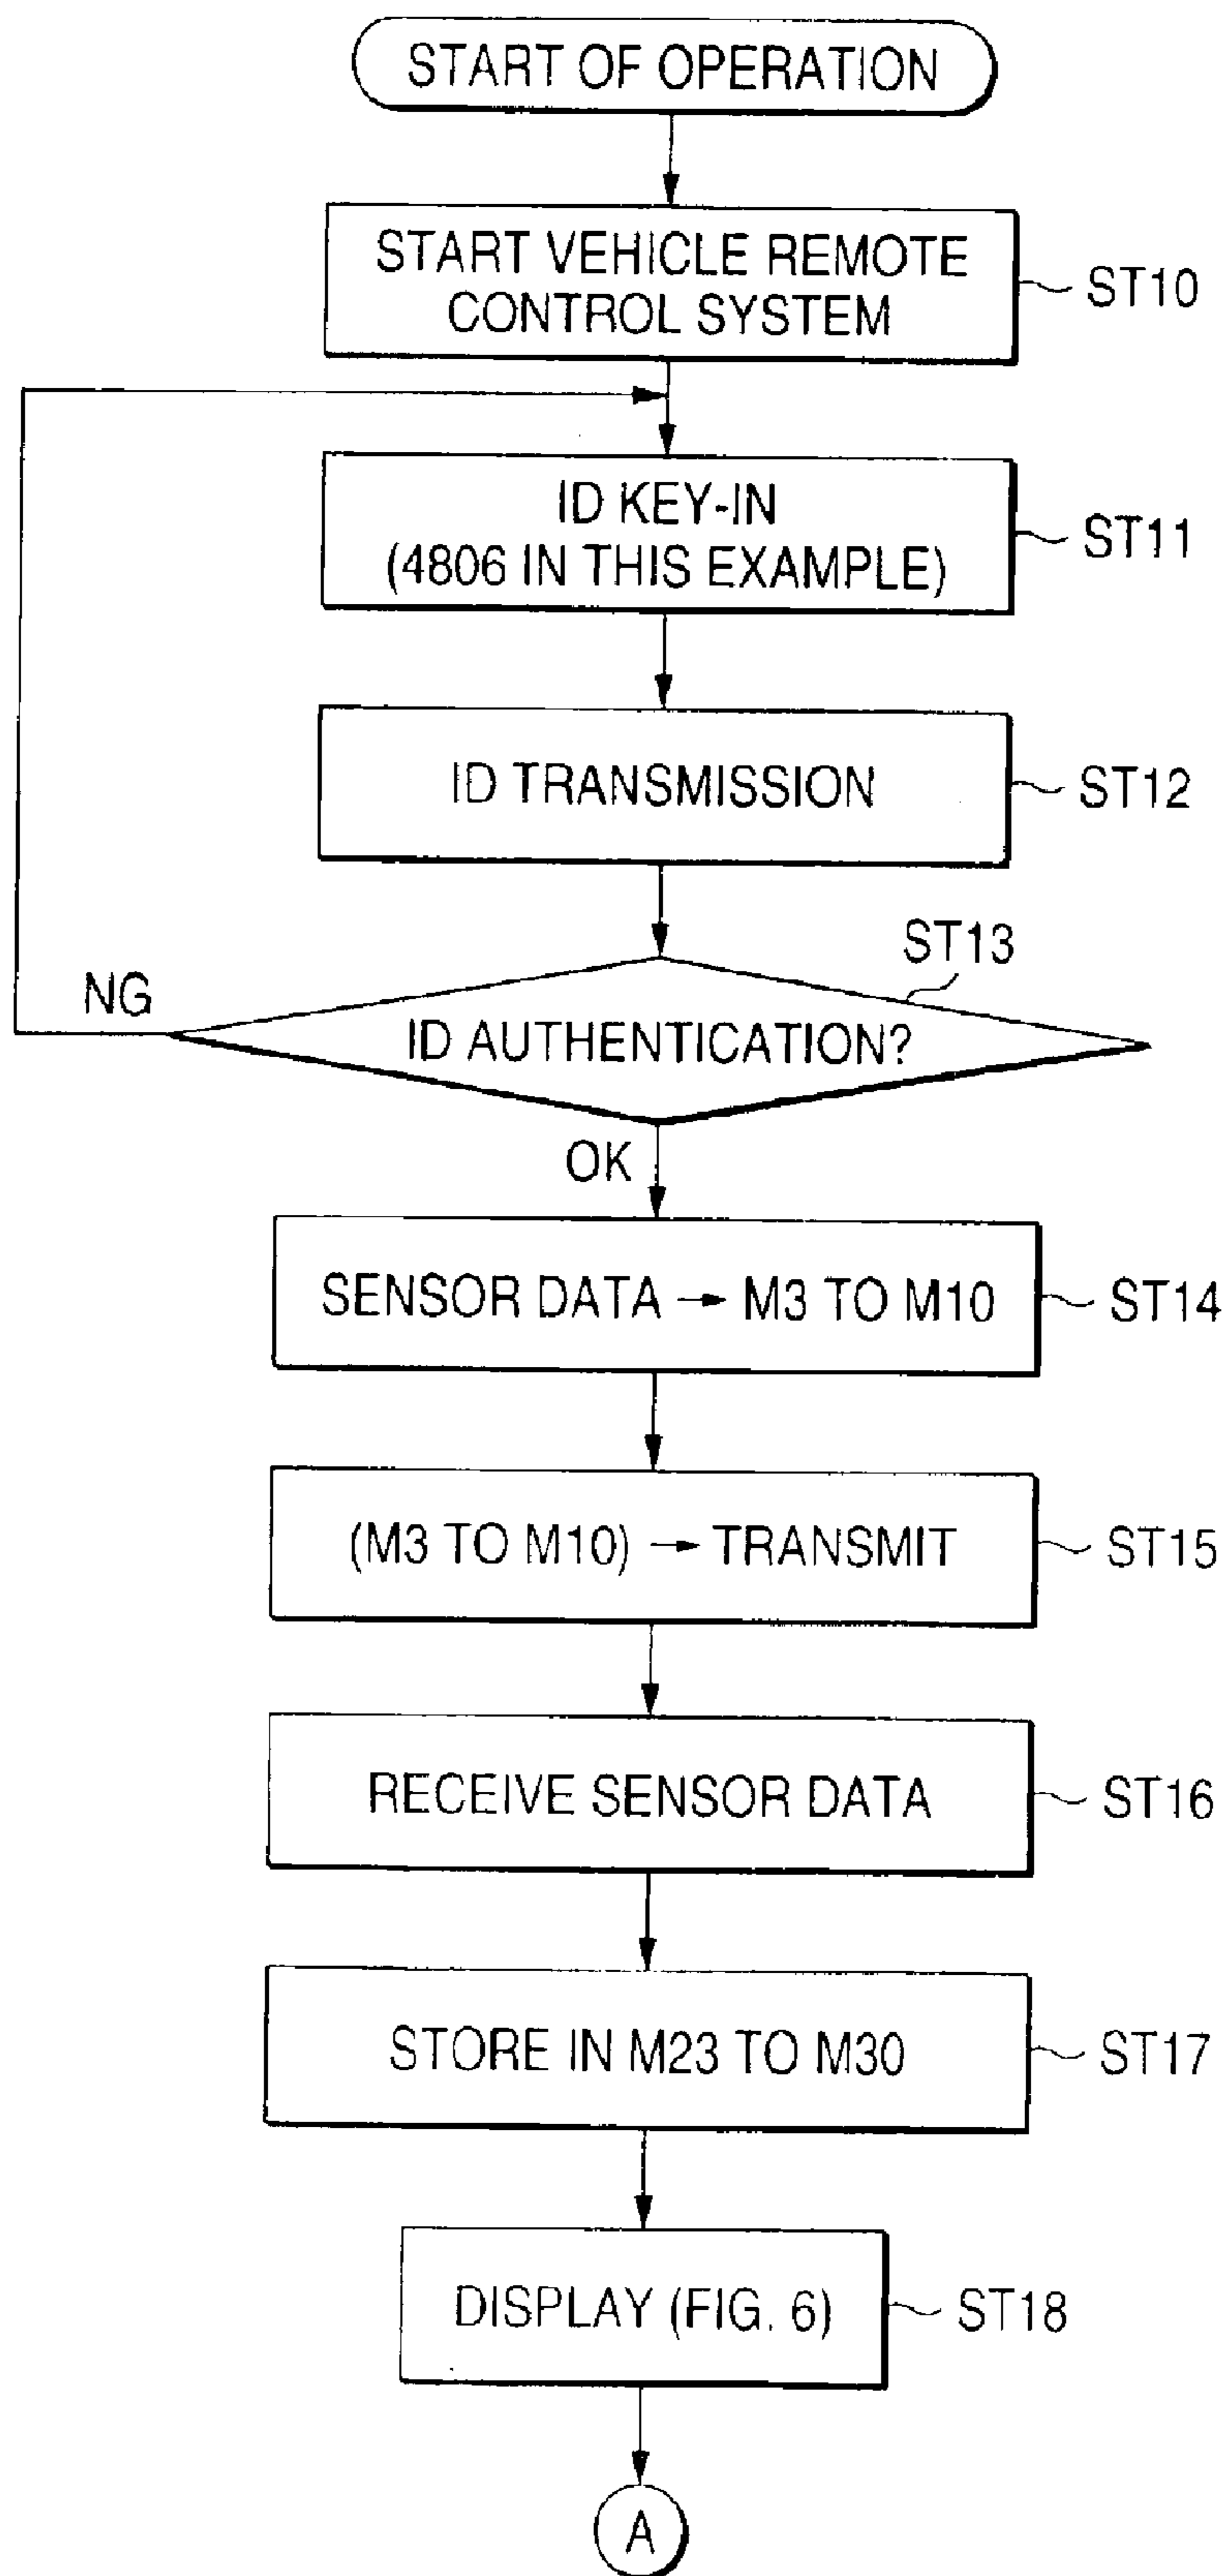 START OF OPERATION
START VEHICLE REMOTE
CONTROL SYSTEM
ST10
ID KEY-IN
(4806 IN THIS EXAMPLE)
ST11
ID TRANSMISSION
ST12
ST13
NG
ID AUTHENTICATION?
OK
SENSOR DATA → M3 TO M10
ST14
(M3 TO M10) → TRANSMIT
ST15
RECEIVE SENSOR DATA
ST16
STORE IN M23 TO M30
ST17
DISPLAY (FIG. 6)
ST18
A